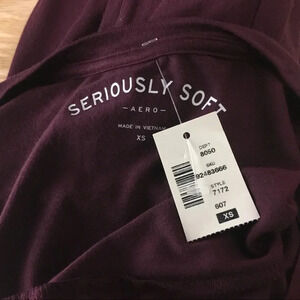 SERIOUSLY SOFT
- AERO -
MADE IN VIETNAM
XS
DEPT
8050
SKU
92483666
STYLE
7172
607
XS